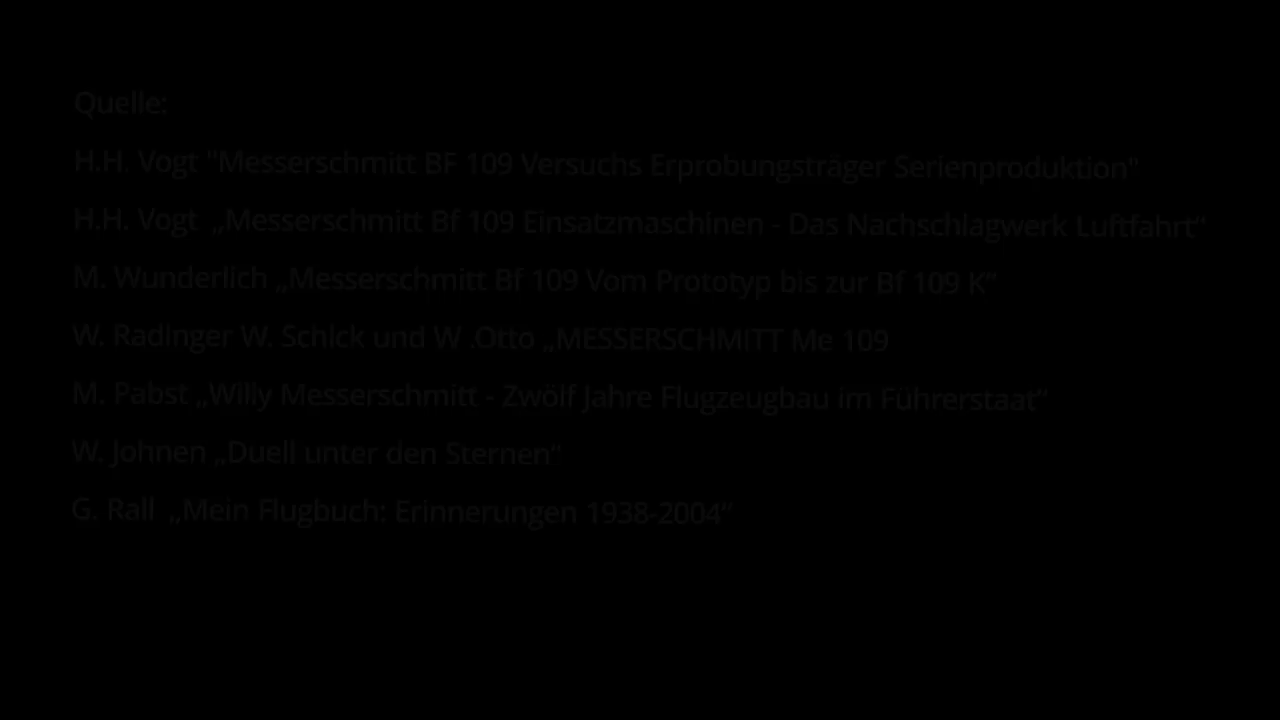 Quelle:
H.H. Vogt "Messerschmitt BF 109 Versuchs Erprobungsträger Serienproduktion"
H.H. Vogt „Messerschmitt Bf 109 Einsatzmaschinen - Das Nachschlagwerk Luftfahrt“
M. Wunderlich „Messerschmitt Bf 109 Vom Prototyp bis zur Bf 109 K“
W. Radinger W. Schick und W .Otto „MESSERSCHMITT Me 109
M. Pabst „Willy Messerschmitt - Zwölf Jahre Flugzeugbau im Führerstaat“
W. Johnen „Duell unter den Sternen“
G. Rall „Mein Flugbuch: Erinnerungen 1938-2004“